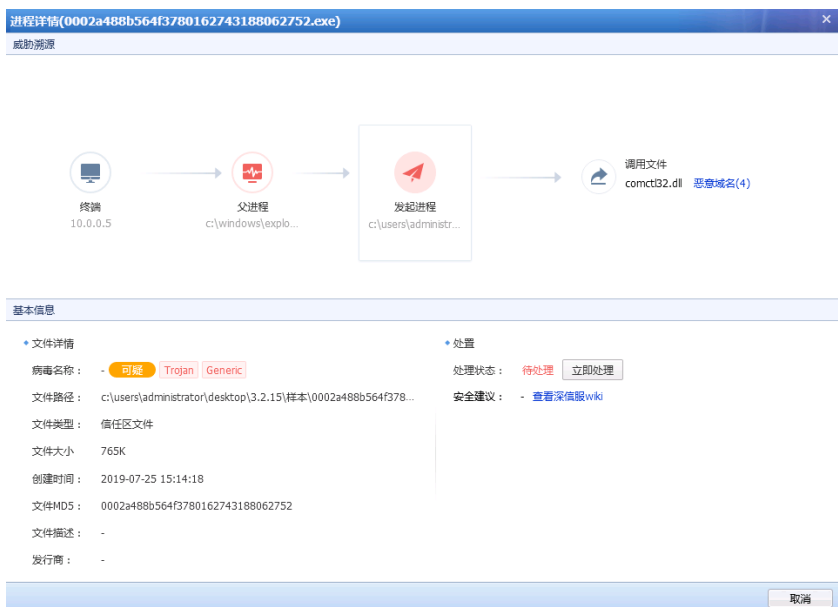 进程详情(0002a488b564f3780162743188062752.exe)
威胁溯源
终端
10.0.0.5
父进程
c:\windows\explo...
发起进程
c:\users\administr...
调用文件
comctl32.dll 恶意域名(4)
基本信息
文件详情
病毒名称： - 可疑 Trojan Generic
文件路径： c:\users\administrator\desktop\3.2.15\样本\0002a488b564f378...
文件类型： 信任区文件
文件大小 765K
创建时间： 2019-07-25 15:14:18
文件MD5： 0002a488b564f3780162743188062752
文件描述： -
发行商： -
处置
处理状态： 待处理 立即处理
安全建议： - 查看深信服wiki
取消